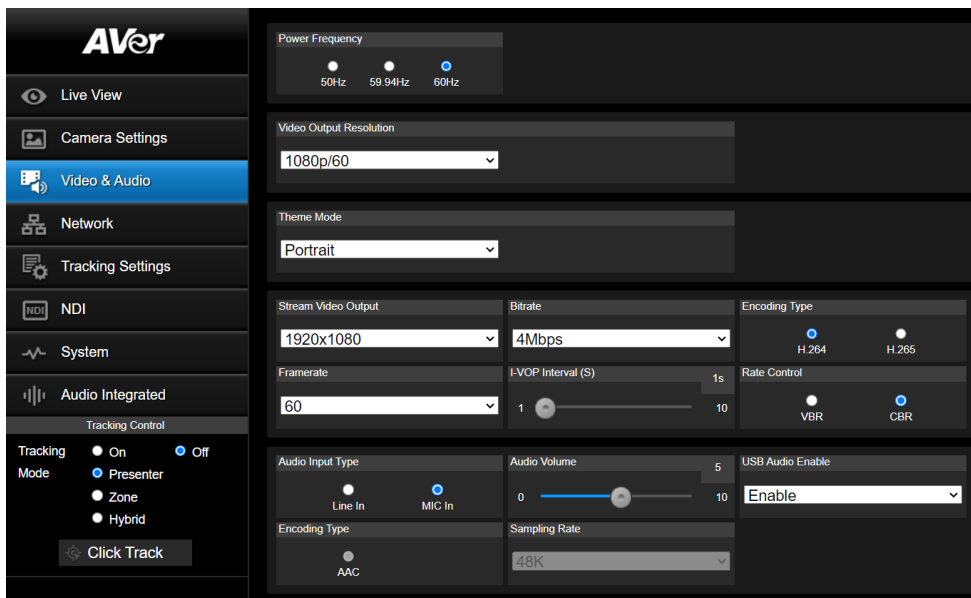 AVer
Live View
Camera Settings
Video & Audio
Network
Tracking Settings
NDI NDI
System
Audio Integrated
Tracking Control
Tracking On Off
Mode Presenter
Zone
Hybrid
Click Track
Power Frequency
50Hz 59.94Hz 60Hz
Video Output Resolution
1080p/60
Theme Mode
Portrait
Stream Video Output Bitrate Encoding Type
1920x1080 4Mbps H.264 H.265
Framerate I-VOP Interval (S) 1s Rate Control
60 1 10 VBR CBR
Audio Input Type Audio Volume 5 USB Audio Enable
Line In MIC In 0 10 Enable
Encoding Type Sampling Rate
AAC 48K